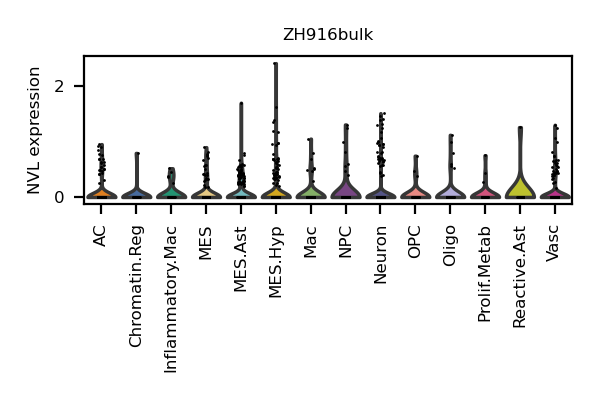 ZH916bulk
NVL expression
2
0
AC
Chromatin.Reg
Inflammatory.Mac
MES
MES.Ast
MES.Hyp
Mac
NPC
Neuron
OPC
Oligo
Prolif.Metab
Reactive.Ast
Vasc